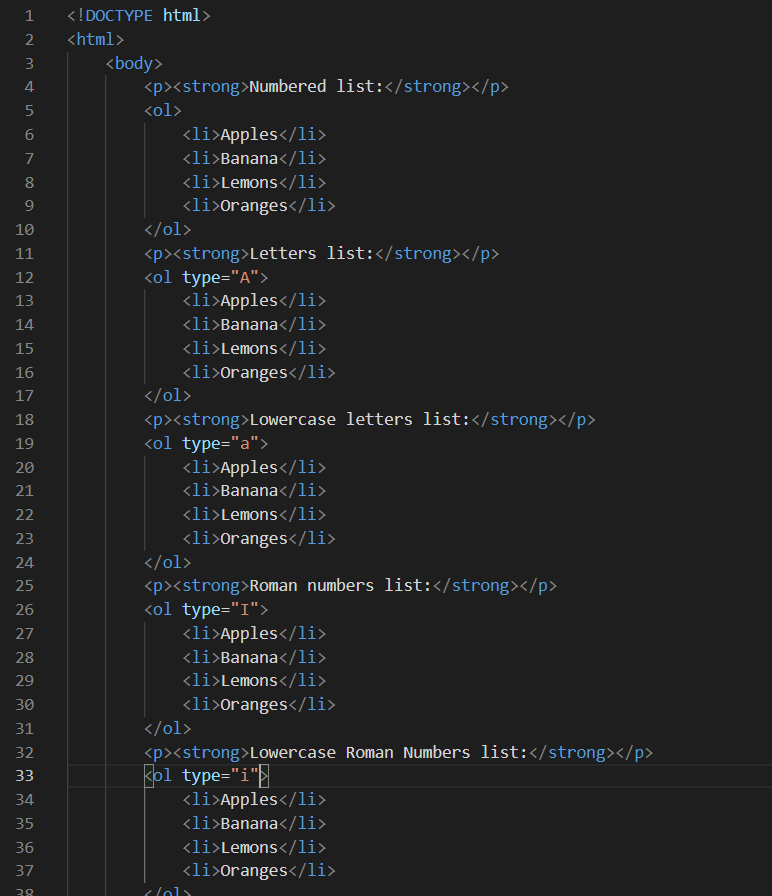 1 <!DOCTYPE html>
2 <html>
3 <body>
4 <p><strong>Numbered list:</strong></p>
5 <ol>
6 <li>Apples</li>
7 <li>Banana</li>
8 <li>Lemons</li>
9 <li>Oranges</li>
10 </ol>
11 <p><strong>Letters list:</strong></p>
12 <ol type="A">
13 <li>Apples</li>
14 <li>Banana</li>
15 <li>Lemons</li>
16 <li>Oranges</li>
17 </ol>
18 <p><strong>Lowercase letters list:</strong></p>
19 <ol type="a">
20 <li>Apples</li>
21 <li>Banana</li>
22 <li>Lemons</li>
23 <li>Oranges</li>
24 </ol>
25 <p><strong>Roman numbers list:</strong></p>
26 <ol type="I">
27 <li>Apples</li>
28 <li>Banana</li>
29 <li>Lemons</li>
30 <li>Oranges</li>
31 </ol>
32 <p><strong>Lowercase Roman Numbers list:</strong></p>
33 <ol type="i">
34 <li>Apples</li>
35 <li>Banana</li>
36 <li>Lemons</li>
37 <li>Oranges</li>
38 </ol>